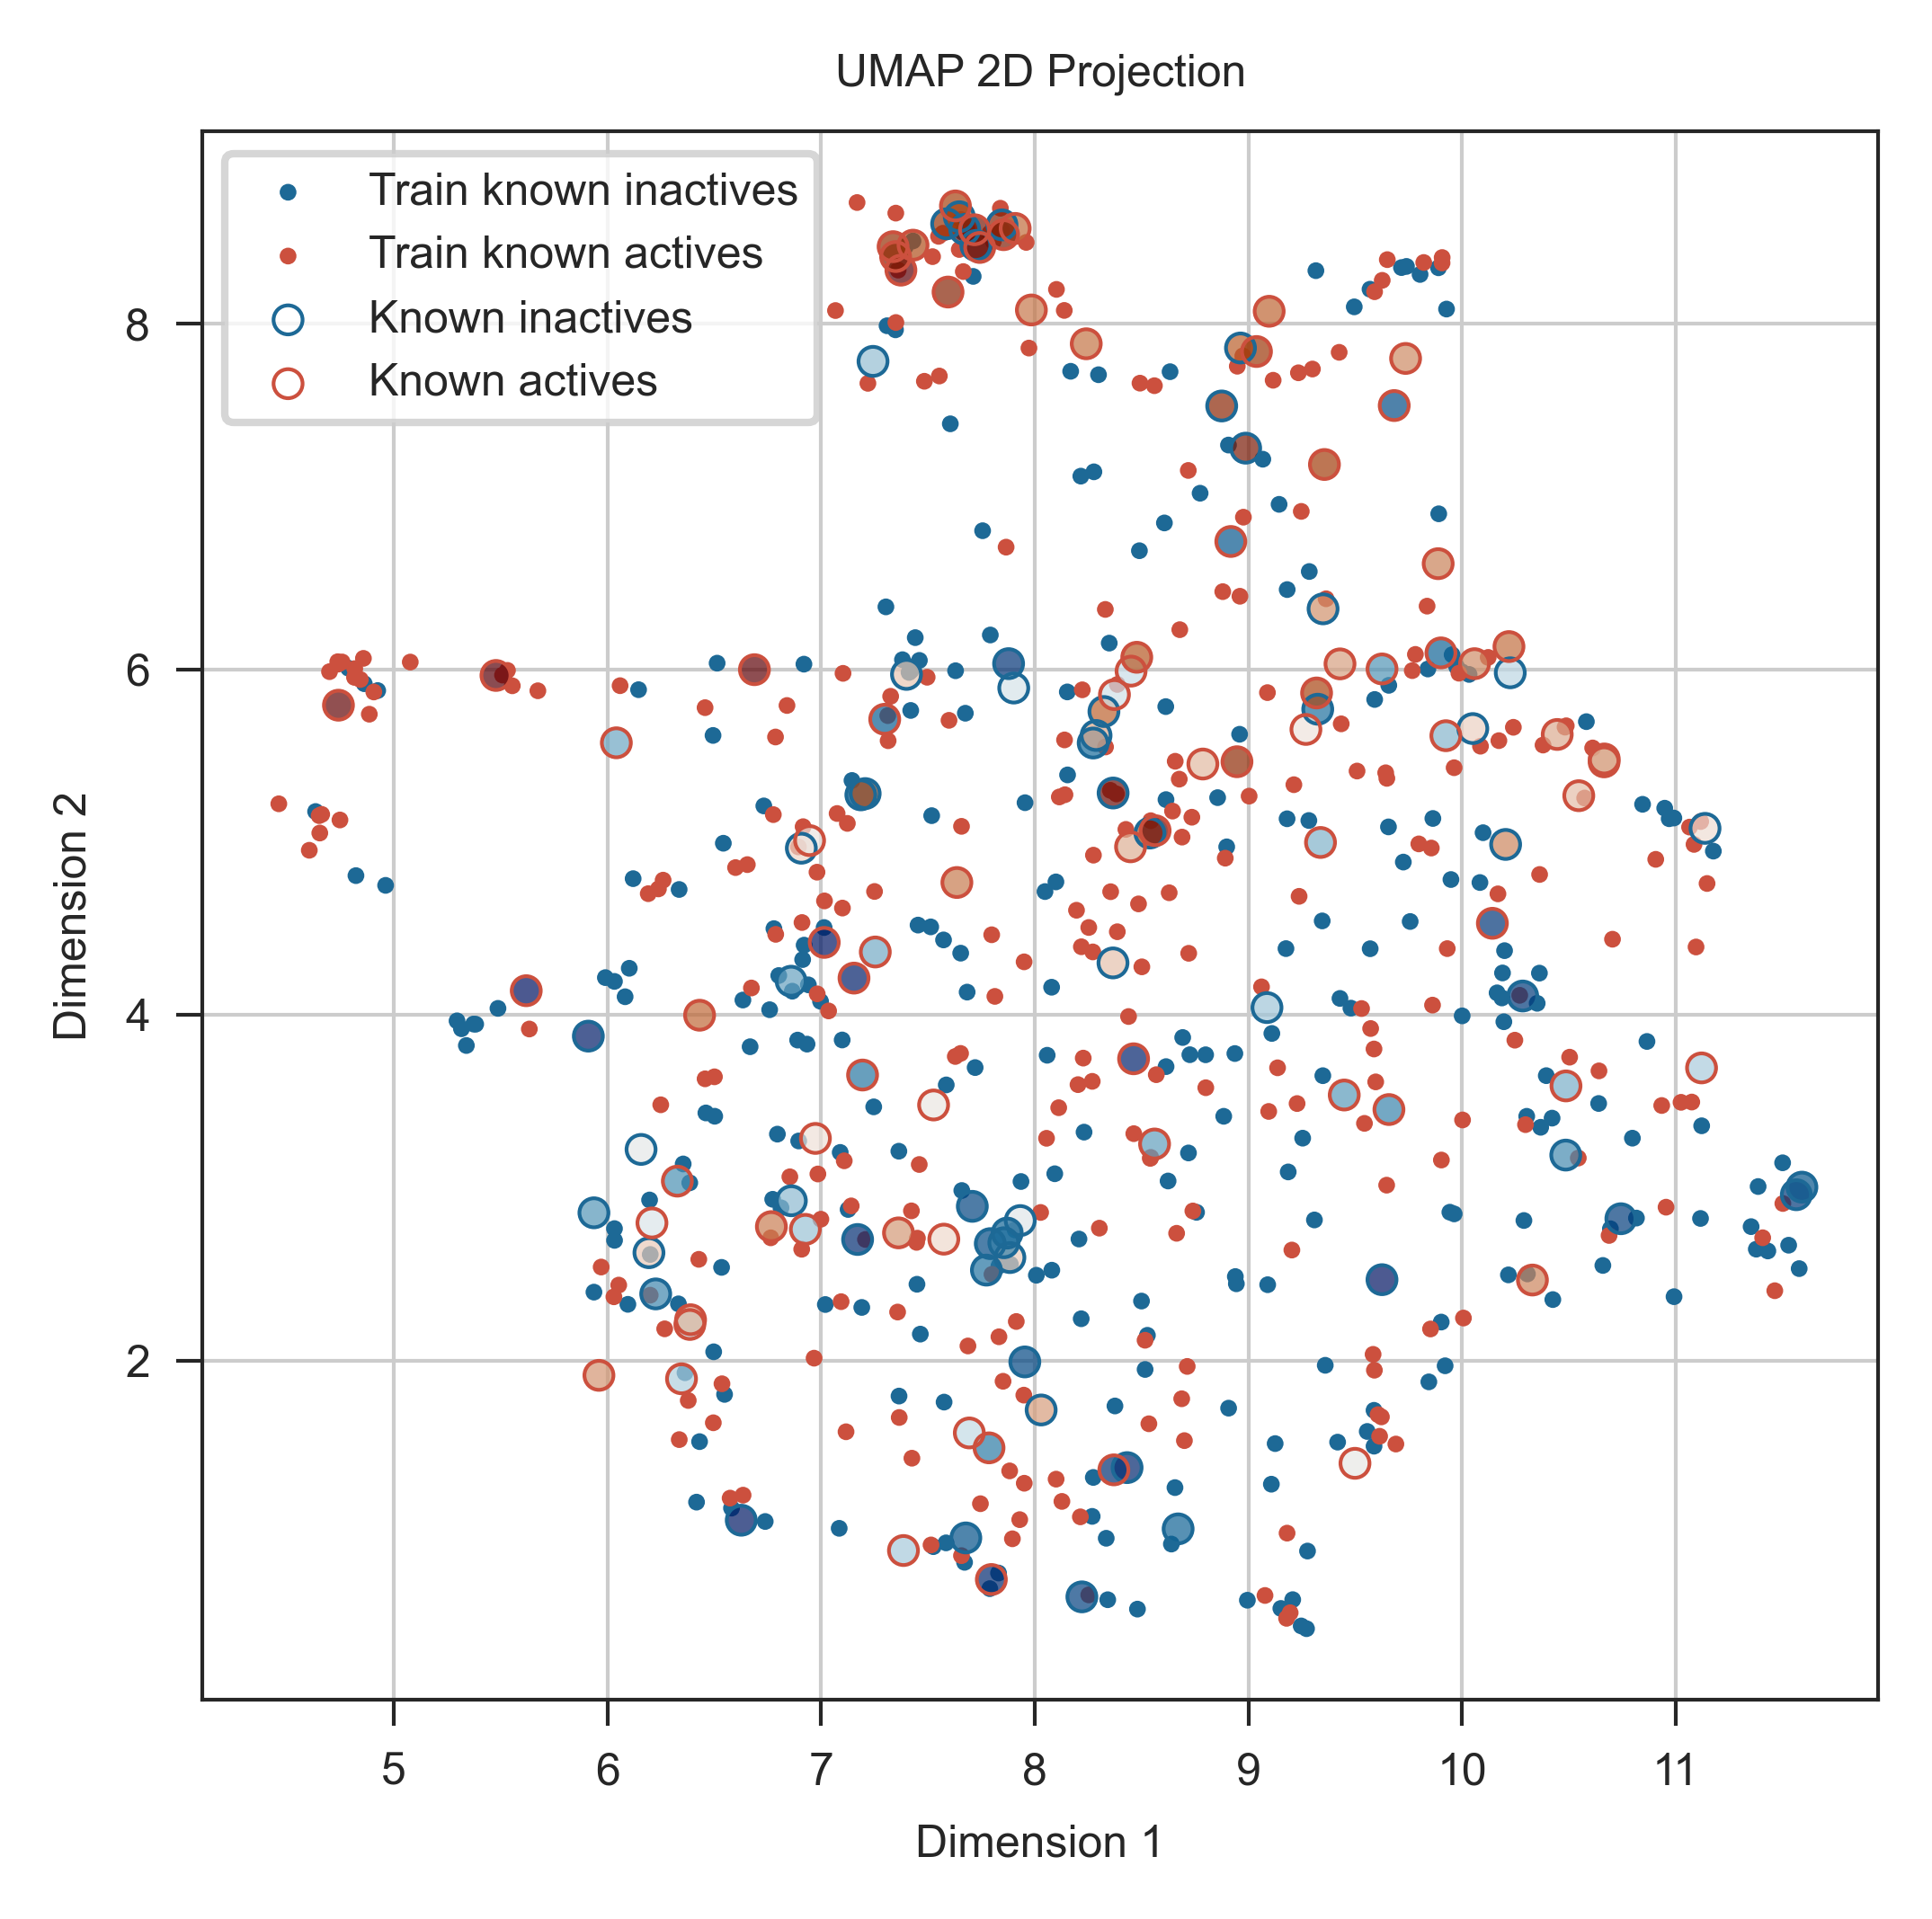 UMAP 2D Projection
Train known inactives
Train known actives
Known inactives
Known actives
8
6
4
2
Dimension 2
5 6 7 8 9 10 11
Dimension 1